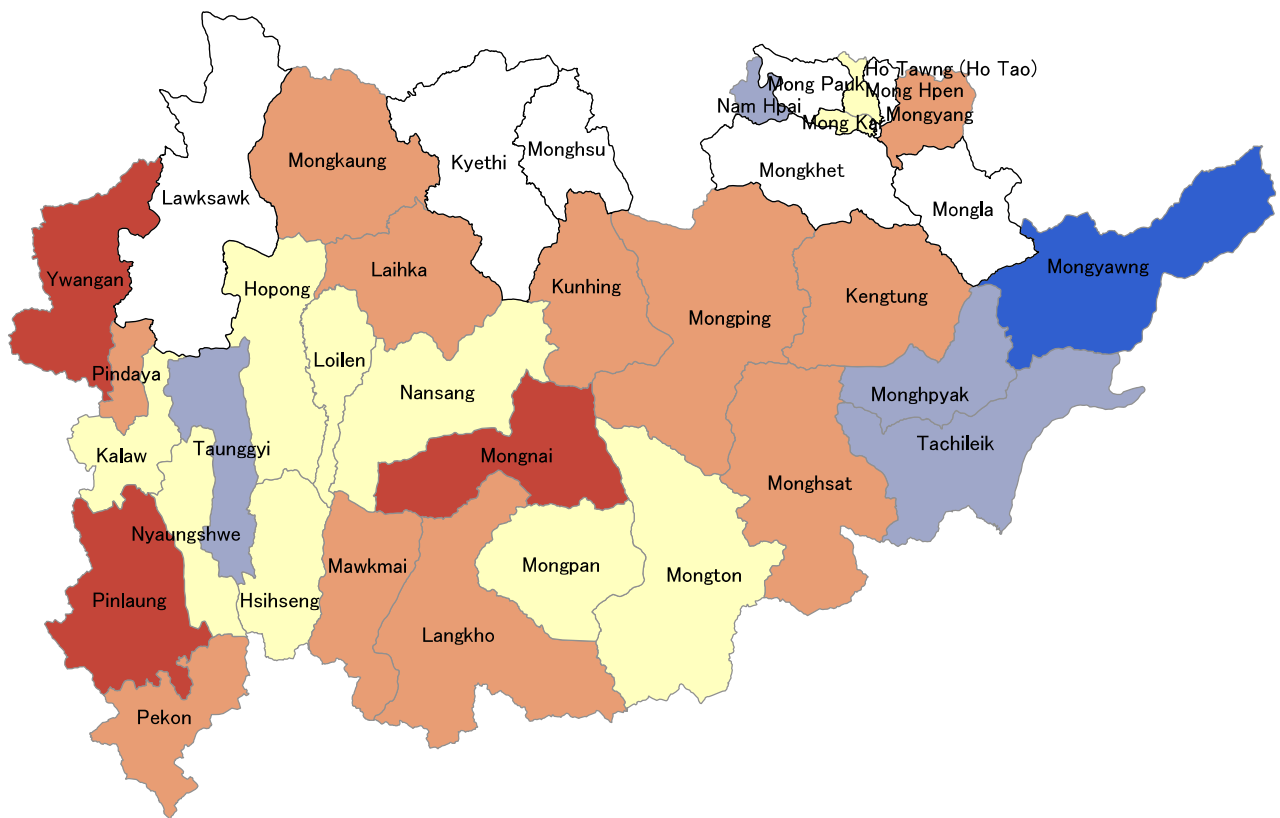 Ho Tawng (Ho Tao)
Mong Pauk
Mong Hpen
Nam Hpai
Mongyang
Mong Kar
Monghsu
Mongkaung
Kyethi
Mongkhet
Lawksawk
Mongla
Mongyawng
Laihka
Ywangan
Kunhing
Hopong
Kengtung
Mongping
Loilen
Pindaya
Nansang
Monghpyak
Tachileik
Taunggyi
Kalaw
Mongnai
Monghsat
Nyaungshwe
Mawkmai
Mongpan
Mongton
Pinlaung
Hsihseng
Langkho
Pekon